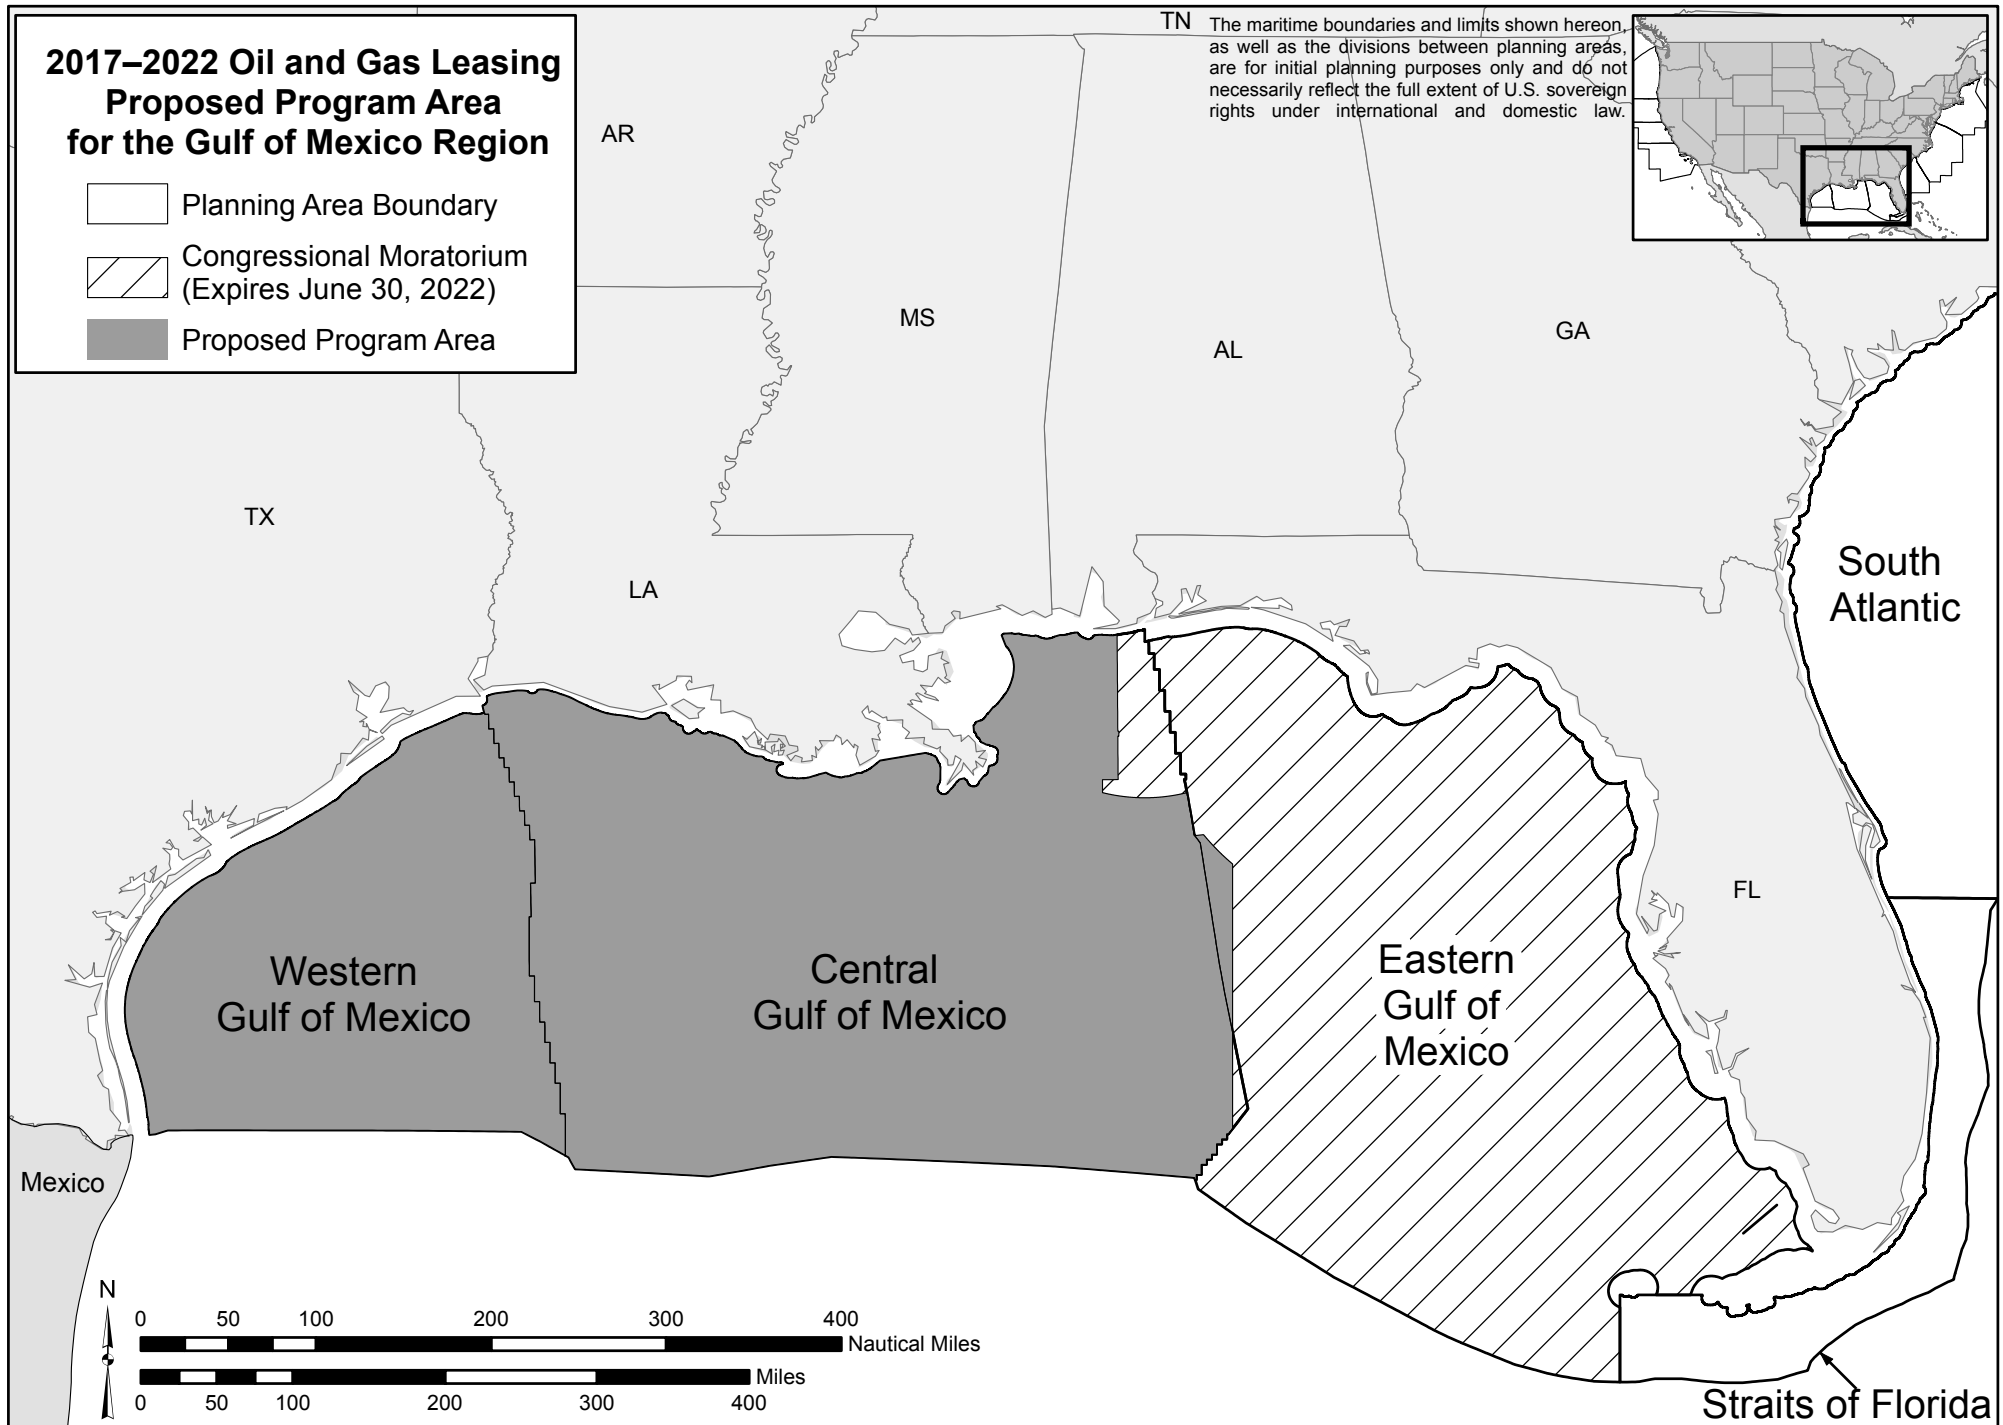 2017–2022 Oil and Gas Leasing
Proposed Program Area
for the Gulf of Mexico Region
Planning Area Boundary
Congressional Moratorium
(Expires June 30, 2022)
Proposed Program Area
TN
The maritime boundaries and limits shown hereon,
as well as the divisions between planning areas,
are for initial planning purposes only and do not
necessarily reflect the full extent of U.S. sovereign
rights under international and domestic law.
AR
MS
AL
GA
TX
LA
South
Atlantic
FL
Western
Gulf of Mexico
Central
Gulf of Mexico
Eastern
Gulf of
Mexico
Mexico
N
0 50 100 200 300 400
Nautical Miles
Miles
0 50 100 200 300 400
Straits of Florida